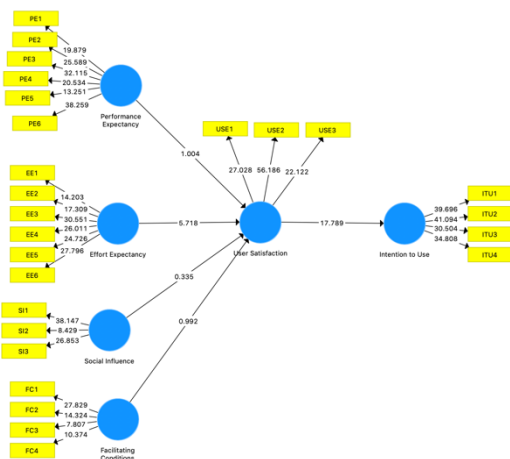 PE1
PE2
PE3
PE4
PE5
PE6
19.879
25.589
32.115
20.534
13.251
38.259
Performance
Expectancy
1.004
USE1
USE2
USE3
27.028
56.186
22.122
EE1
EE2
EE3
EE4
EE5
EE6
14.203
17.309
30.551
26.011
24.726
27.796
Effort Expectancy
5.718
User Satisfaction
17.789
Intention to Use
39.696
41.094
30.504
34.808
ITU1
ITU2
ITU3
ITU4
0.335
SI1
SI2
SI3
38.147
8.429
26.853
Social Influence
0.992
FC1
FC2
FC3
FC4
27.829
14.324
7.807
10.374
Facilitating
Conditions